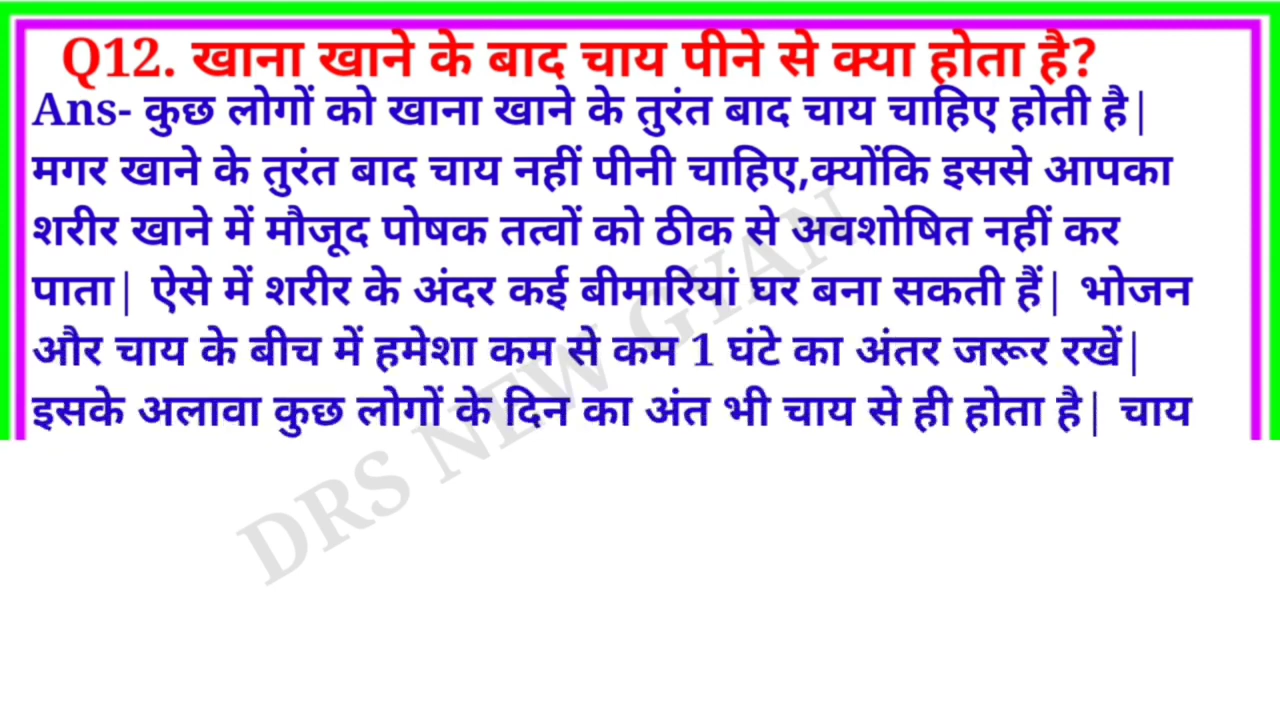 Q12. खाना खाने के बाद चाय पीने से क्या होता है?
Ans- कुछ लोगों को खाना खाने के तुरंत बाद चाय चाहिए होती है|
मगर खाने के तुरंत बाद चाय नहीं पीनी चाहिए,क्योंकि इससे आपका
शरीर खाने में मौजूद पोषक तत्वों को ठीक से अवशोषित नहीं कर
पाता| ऐसे में शरीर के अंदर कई बीमारियां घर बना सकती हैं| भोजन
और चाय के बीच में हमेशा कम से कम 1 घंटे का अंतर जरूर रखें|
इसके अलावा कुछ लोगों के दिन का अंत भी चाय से ही होता है| चाय
DRS NEW GYAN